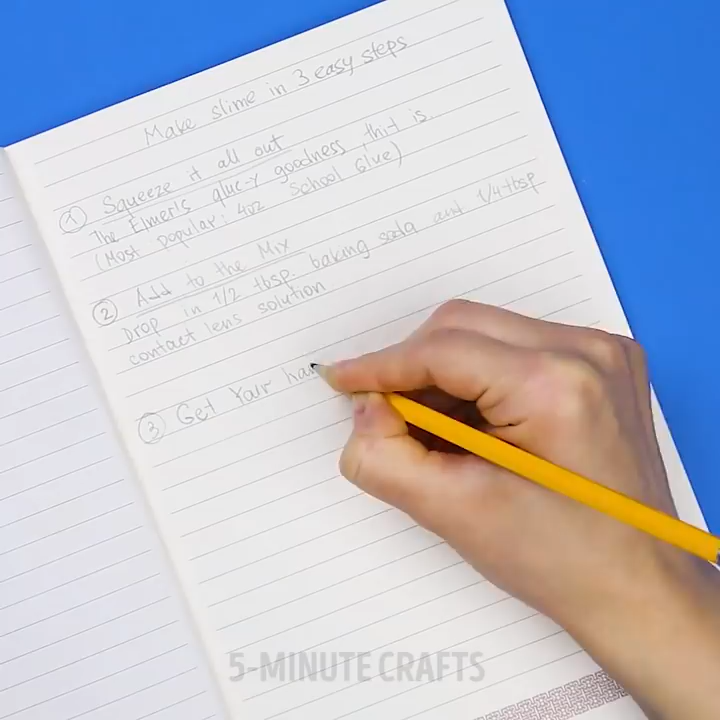 Make slime in 3 easy steps
① Squeeze it all out
The Elmer's glue-y goodness thi-t is.
(Most popular: 4oz School Glue)
② Add to the Mix
Drop in 1/2 tbsp. baking soda and 1/4 tbsp
contact lens solution
③ Get Your han
5-MINUTE CRAFTS